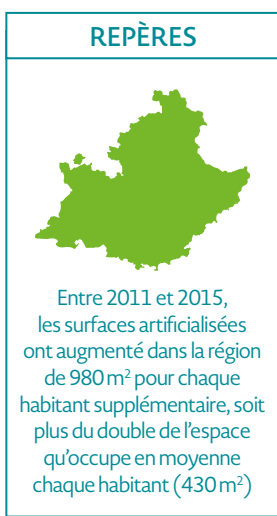 REPÈRES
Entre 2011 et 2015,
les surfaces artificialisées
ont augmenté dans la région
de 980 m² pour chaque
habitant supplémentaire, soit
plus du double de l’espace
qu’occupe en moyenne
chaque habitant (430 m²)